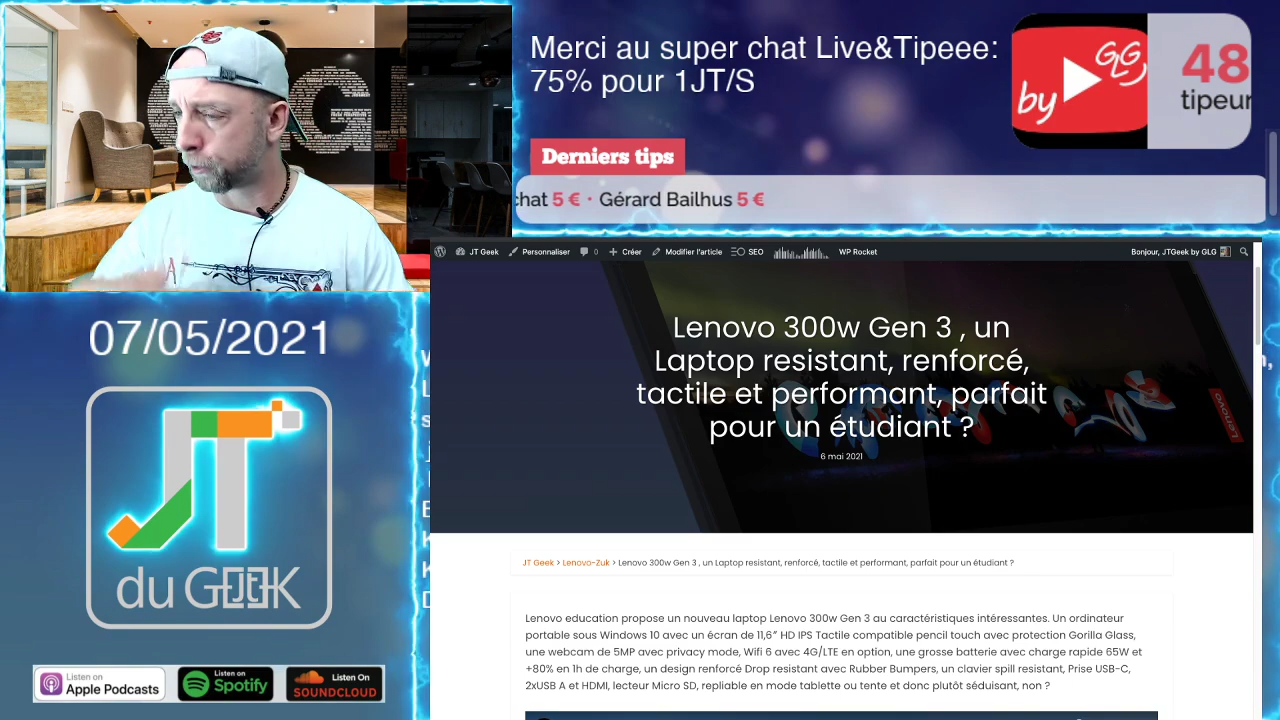 Merci au super chat Live&Tipeee:
75% pour 1JT/S
by GLG
48
tipeur
Derniers tips
chat 5 € · Gérard Bailhus 5 €
JT Geek Personnaliser 0 Créer Modifier l'article SEO WP Rocket Bonjour, JTGeek by GLG
07/05/2021
JT
du GEEK
Listen on
Apple Podcasts
Listen on
Spotify
Listen On
SOUNDCLOUD
Lenovo 300w Gen 3 , un
Laptop resistant, renforcé,
tactile et performant, parfait
pour un étudiant ?
6 mai 2021
Lenovo
JT Geek > Lenovo-Zuk > Lenovo 300w Gen 3 , un Laptop resistant, renforcé, tactile et performant, parfait pour un étudiant ?
Lenovo education propose un nouveau laptop Lenovo 300w Gen 3 au caractéristiques intéressantes. Un ordinateur
portable sous Windows 10 avec un écran de 11,6″ HD IPS Tactile compatible pencil touch avec protection Gorilla Glass,
une webcam de 5MP avec privacy mode, Wifi 6 avec 4G/LTE en option, une grosse batterie avec charge rapide 65W et
+80% en 1h de charge, un design renforcé Drop resistant avec Rubber Bumpers, un clavier spill resistant, Prise USB-C,
2xUSB A et HDMI, lecteur Micro SD, repliable en mode tablette ou tente et donc plutôt séduisant, non ?